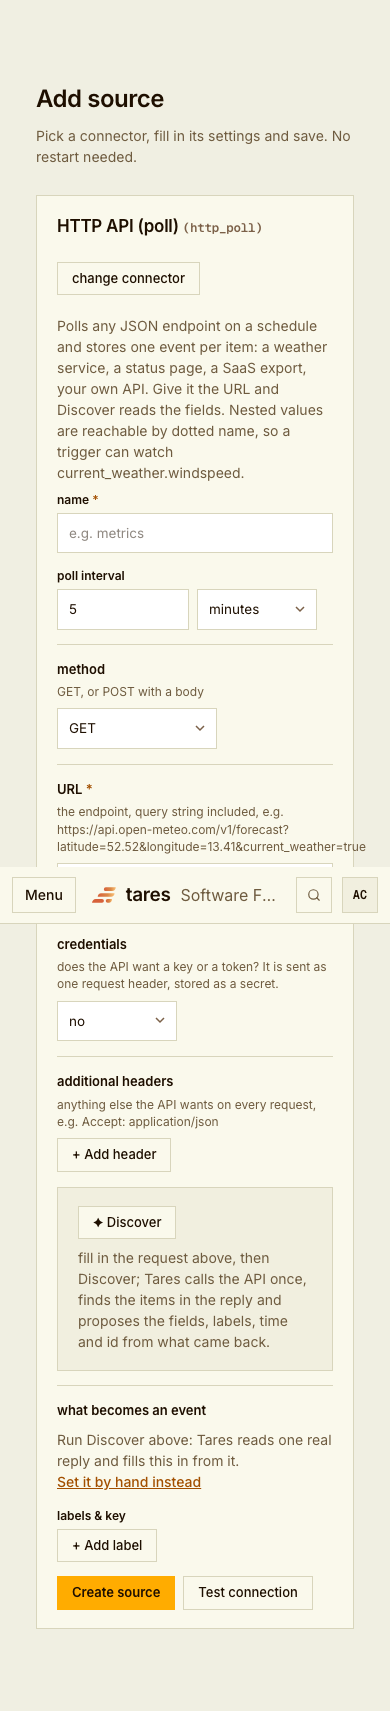 Add source
Pick a connector, fill in its settings and save. No
restart needed.
HTTP API (poll) (http_poll)
change connector
Polls any JSON endpoint on a schedule
and stores one event per item: a weather
service, a status page, a SaaS export,
your own API. Give it the URL and
Discover reads the fields. Nested values
are reachable by dotted name, so a
trigger can watch
current_weather.windspeed.
name *
e.g. metrics
poll interval
5 minutes
method
GET, or POST with a body
GET
URL *
the endpoint, query string included, e.g.
https://api.open-meteo.com/v1/forecast?
latitude=52.52&longitude=13.41&current_weather=true
Menu tares Software F... AC
credentials
does the API want a key or a token? It is sent as
one request header, stored as a secret.
no
additional headers
anything else the API wants on every request,
e.g. Accept: application/json
+ Add header
✦ Discover
fill in the request above, then
Discover; Tares calls the API once,
finds the items in the reply and
proposes the fields, labels, time
and id from what came back.
what becomes an event
Run Discover above: Tares reads one real
reply and fills this in from it.
Set it by hand instead
labels & key
+ Add label
Create source Test connection